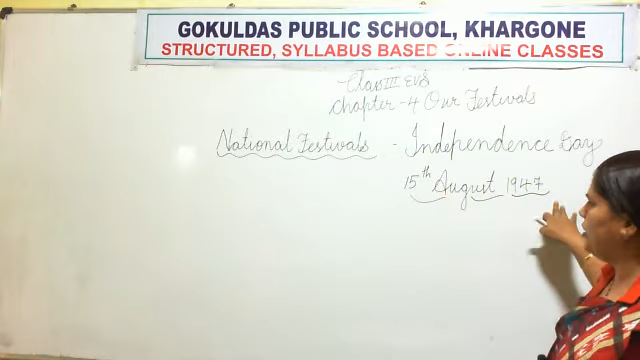 GOKULDAS PUBLIC SCHOOL, KHARGONE
STRUCTURED, SYLLABUS BASED ONLINE CLASSES
Class III EVS
Chapter - 4 Our Festivals
National Festivals - Independence Day
15th August 1947